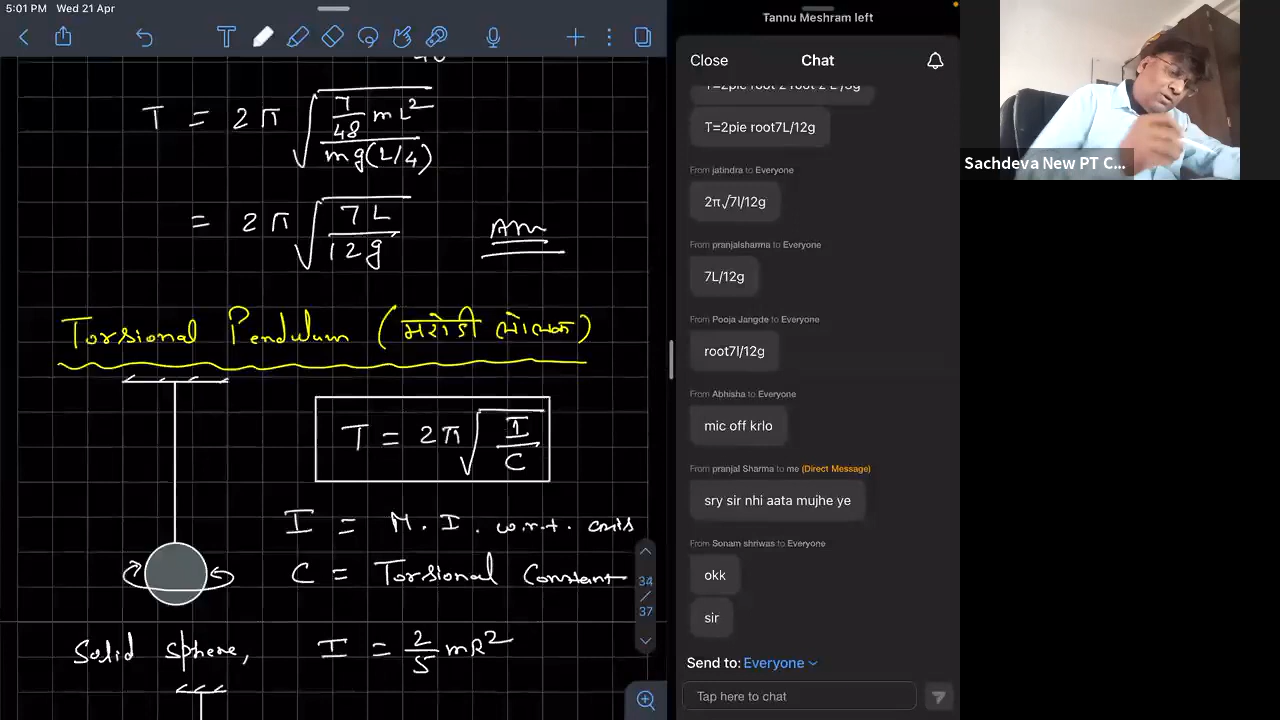 5:01 PM Wed 21 Apr
T = 2π √(7/48 mL² / mg(L/4))
= 2π √(7L / 12g) Ans
Torsional Pendulum (मरोडी लोलक)
T = 2π √(I / C)
I = M.I. w.r.t. axis
C = Torsional Constant
Solid sphere, I = 2/5 mR²
34
/
37
Tannu Meshram left
Close Chat
T=2pie root7L/12g
From jatindra to Everyone
2π√7l/12g
From pranjalsharma to Everyone
7L/12g
From Pooja Jangde to Everyone
root7l/12g
From Abhisha to Everyone
mic off krlo
From pranjal Sharma to me (Direct Message)
sry sir nhi aata mujhe ye
From Sonam shriwas to Everyone
okk
sir
Send to: Everyone
Tap here to chat
Sachdeva New PT C...